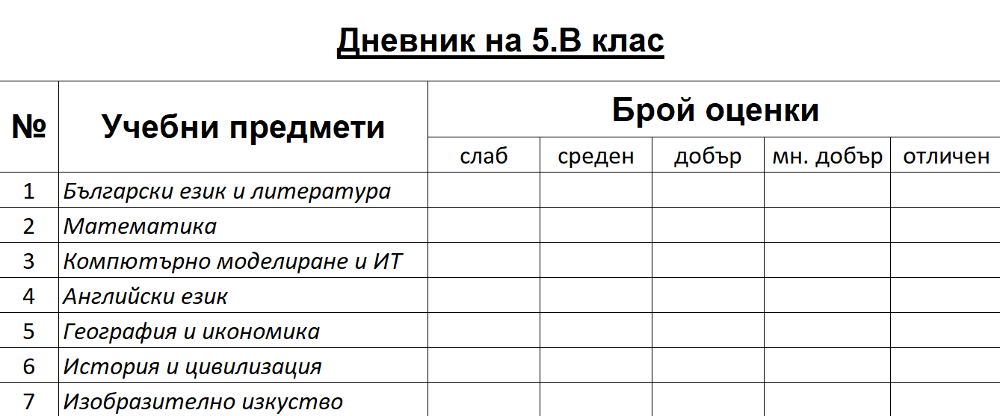 Дневник на 5.В клас
№ Учебни предмети Брой оценки
слаб среден добър мн. добър отличен
1 Български език и литература
2 Математика
3 Компютърно моделиране и ИТ
4 Английски език
5 География и икономика
6 История и цивилизация
7 Изобразително изкуство